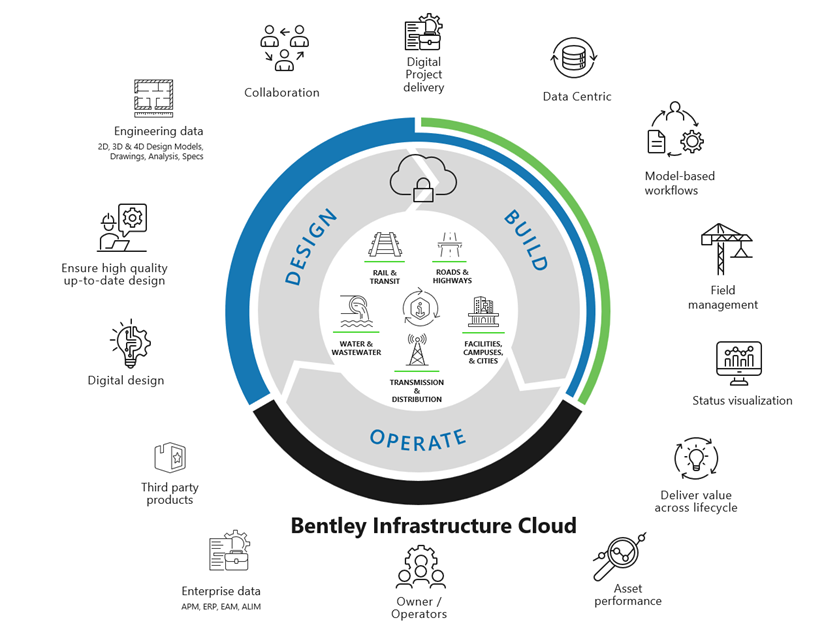 Collaboration
Digital
Project
delivery
Data Centric
Engineering data
2D, 3D & 4D Design Models,
Drawings, Analysis, Specs
Model-based
workflows
Ensure high quality
up-to-date design
Field
management
Digital design
Status visualization
Third party
products
Deliver value
across lifecycle
Enterprise data
APM, ERP, EAM, ALIM
Owner /
Operators
Asset
performance
DESIGN
BUILD
OPERATE
RAIL &
TRANSIT
ROADS &
HIGHWAYS
WATER &
WASTEWATER
FACILITIES,
CAMPUSES,
& CITIES
TRANSMISSION
&
DISTRIBUTION
Bentley Infrastructure Cloud